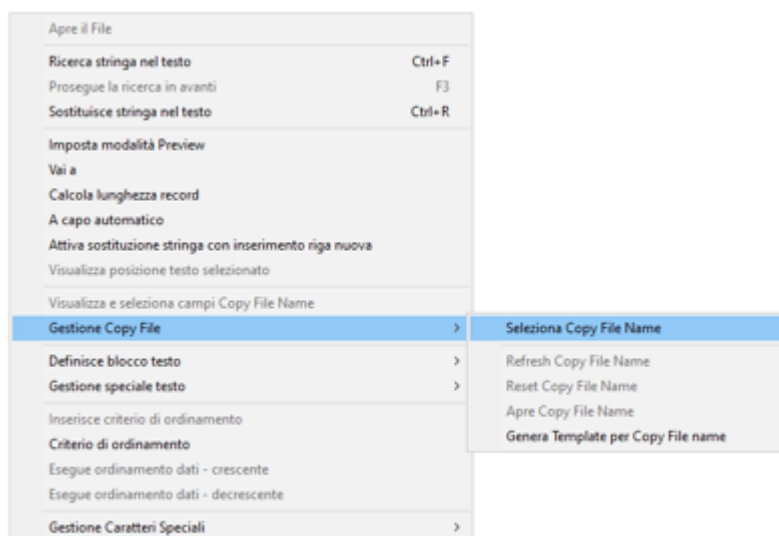 Apre il File
Ricerca stringa nel testo Ctrl+F
Prosegue la ricerca in avanti F3
Sostituisce stringa nel testo Ctrl+R
Imposta modalità Preview
Vai a
Calcola lunghezza record
A capo automatico
Attiva sostituzione stringa con inserimento riga nuova
Visualizza posizione testo selezionato
Visualizza e seleziona campi Copy File Name
Gestione Copy File >
Definisce blocco testo >
Gestione speciale testo >
Inserisce criterio di ordinamento
Criterio di ordinamento
Esegue ordinamento dati - crescente
Esegue ordinamento dati - decrescente
Gestione Caratteri Speciali >
Seleziona Copy File Name
Refresh Copy File Name
Reset Copy File Name
Apre Copy File Name
Genera Template per Copy File name